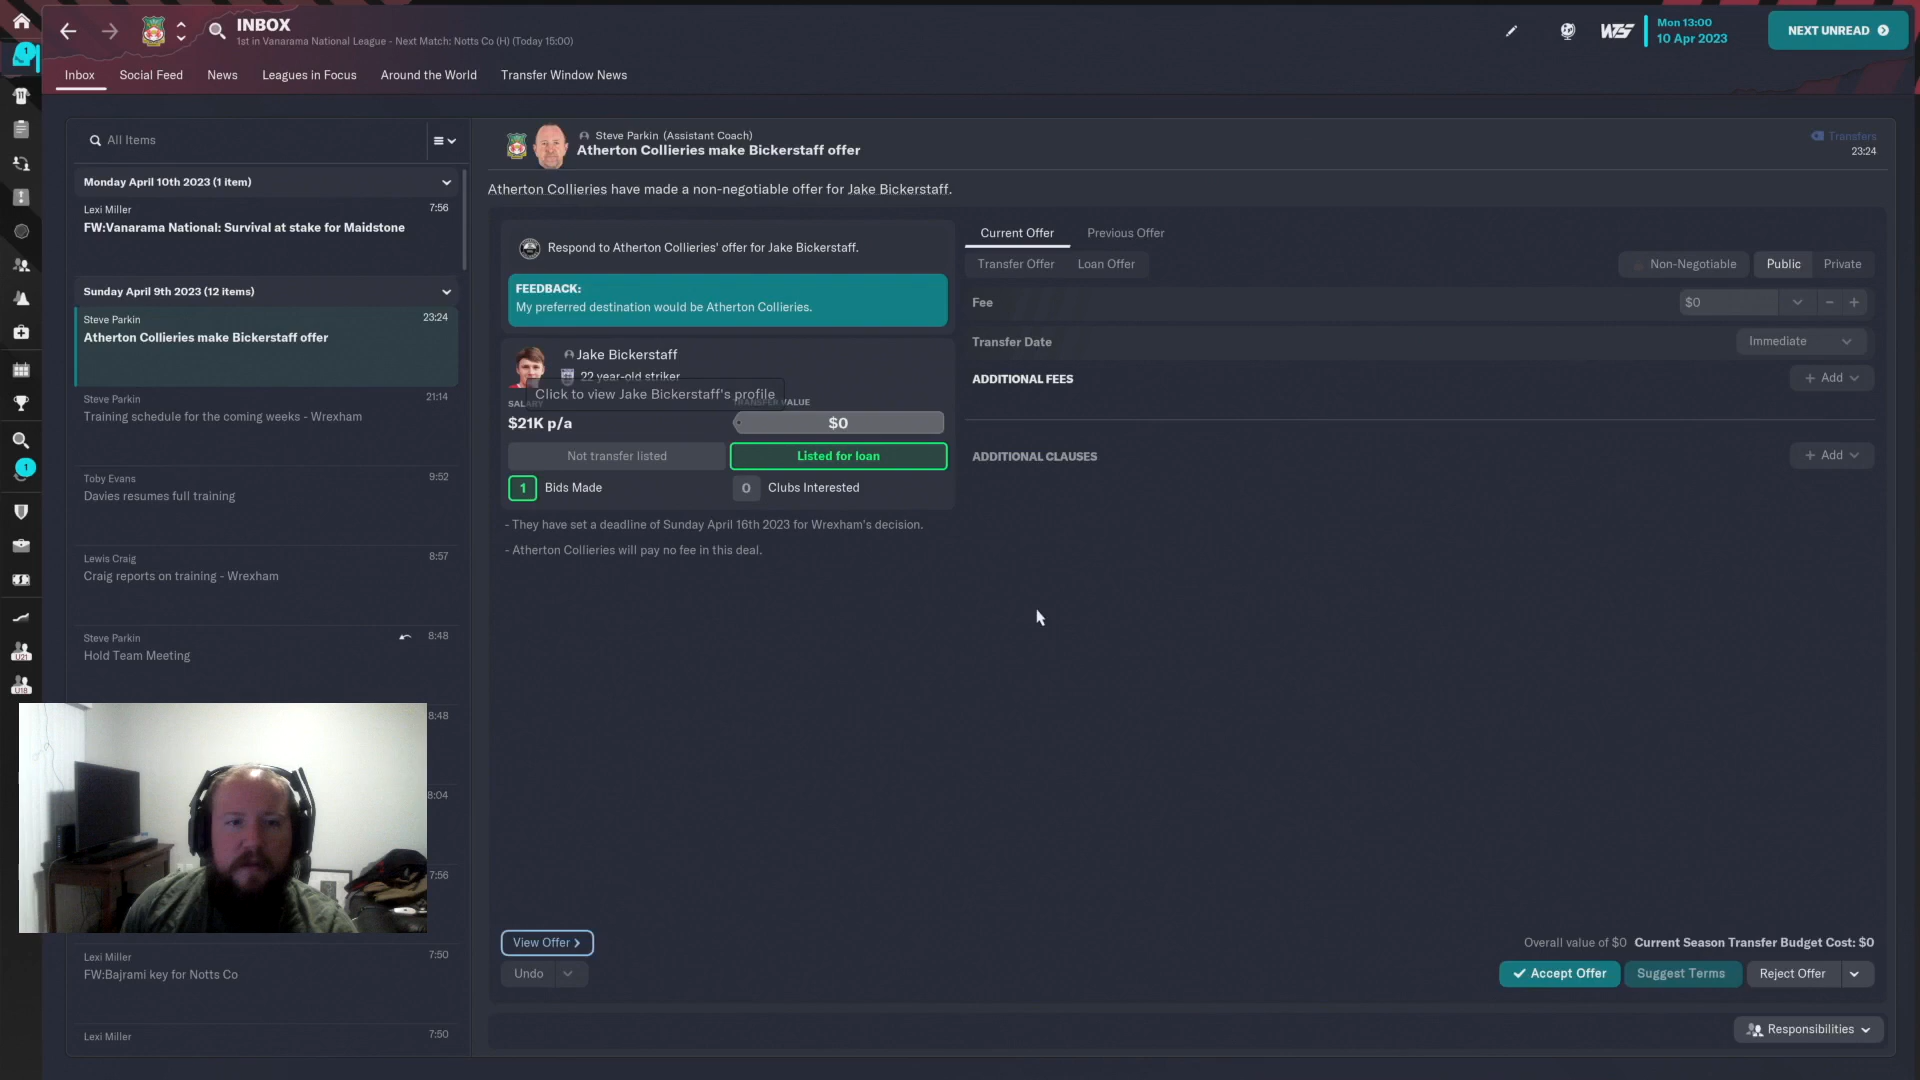 INBOX
1st in Vanarama National League - Next Match: Notts Co (H) (Today 15:00)
Mon 13:00
10 Apr 2023
NEXT UNREAD
Inbox
Social Feed
News
Leagues in Focus
Around the World
Transfer Window News
All Items
Monday April 10th 2023 (1 item)
Lexi Miller
7:56
FW:Vanarama National: Survival at stake for Maidstone
Sunday April 9th 2023 (12 items)
Steve Parkin
23:24
Atherton Collieries make Bickerstaff offer
Steve Parkin
21:14
Training schedule for the coming weeks - Wrexham
Toby Evans
9:52
Davies resumes full training
Lewis Craig
8:57
Craig reports on training - Wrexham
Steve Parkin
8:48
Hold Team Meeting
8:48
8:04
7:56
Lexi Miller
7:50
FW:Bajrami key for Notts Co
Lexi Miller
7:50
Steve Parkin (Assistant Coach)
Atherton Collieries make Bickerstaff offer
Transfers
23:24
Atherton Collieries have made a non-negotiable offer for Jake Bickerstaff.
Respond to Atherton Collieries' offer for Jake Bickerstaff.
FEEDBACK:
My preferred destination would be Atherton Collieries.
Jake Bickerstaff
22 year-old striker
Click to view Jake Bickerstaff's profile
$21K p/a
$0
Not transfer listed
Listed for loan
1 Bids Made
0 Clubs Interested
- They have set a deadline of Sunday April 16th 2023 for Wrexham's decision.
- Atherton Collieries will pay no fee in this deal.
Current Offer
Previous Offer
Transfer Offer
Loan Offer
Non-Negotiable
Public
Private
Fee
$0
Transfer Date
Immediate
ADDITIONAL FEES
+ Add
ADDITIONAL CLAUSES
+ Add
View Offer >
Undo
Overall value of $0 Current Season Transfer Budget Cost: $0
Accept Offer
Suggest Terms
Reject Offer
Responsibilities
U21
U18